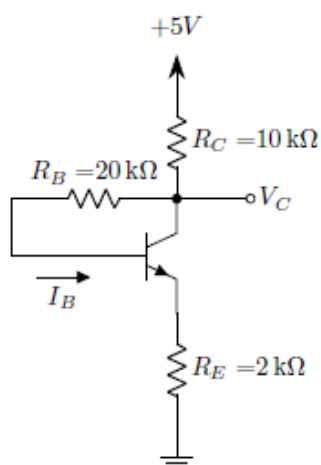 +5V
R_C =10 kΩ
R_B =20 kΩ
V_C
I_B
R_E =2 kΩ